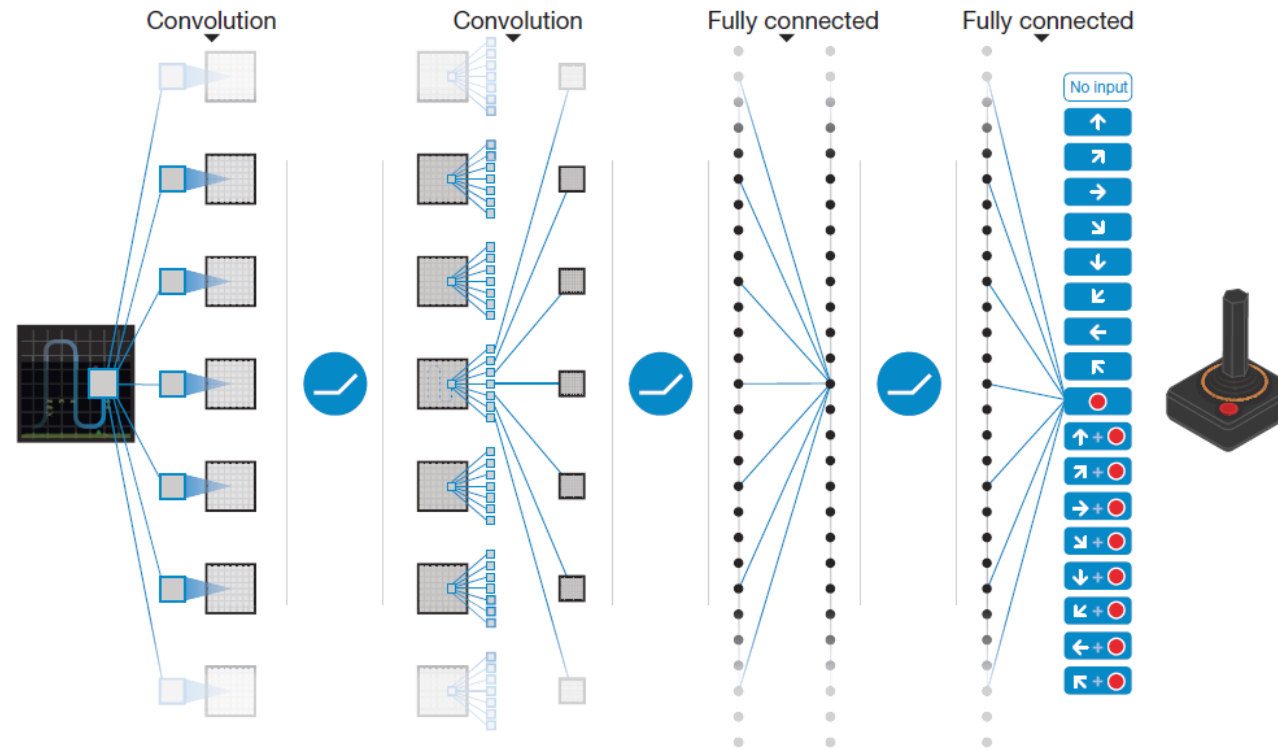 Convolution
Convolution
Fully connected
Fully connected
No input
+
+
+
+
+
+
+
+